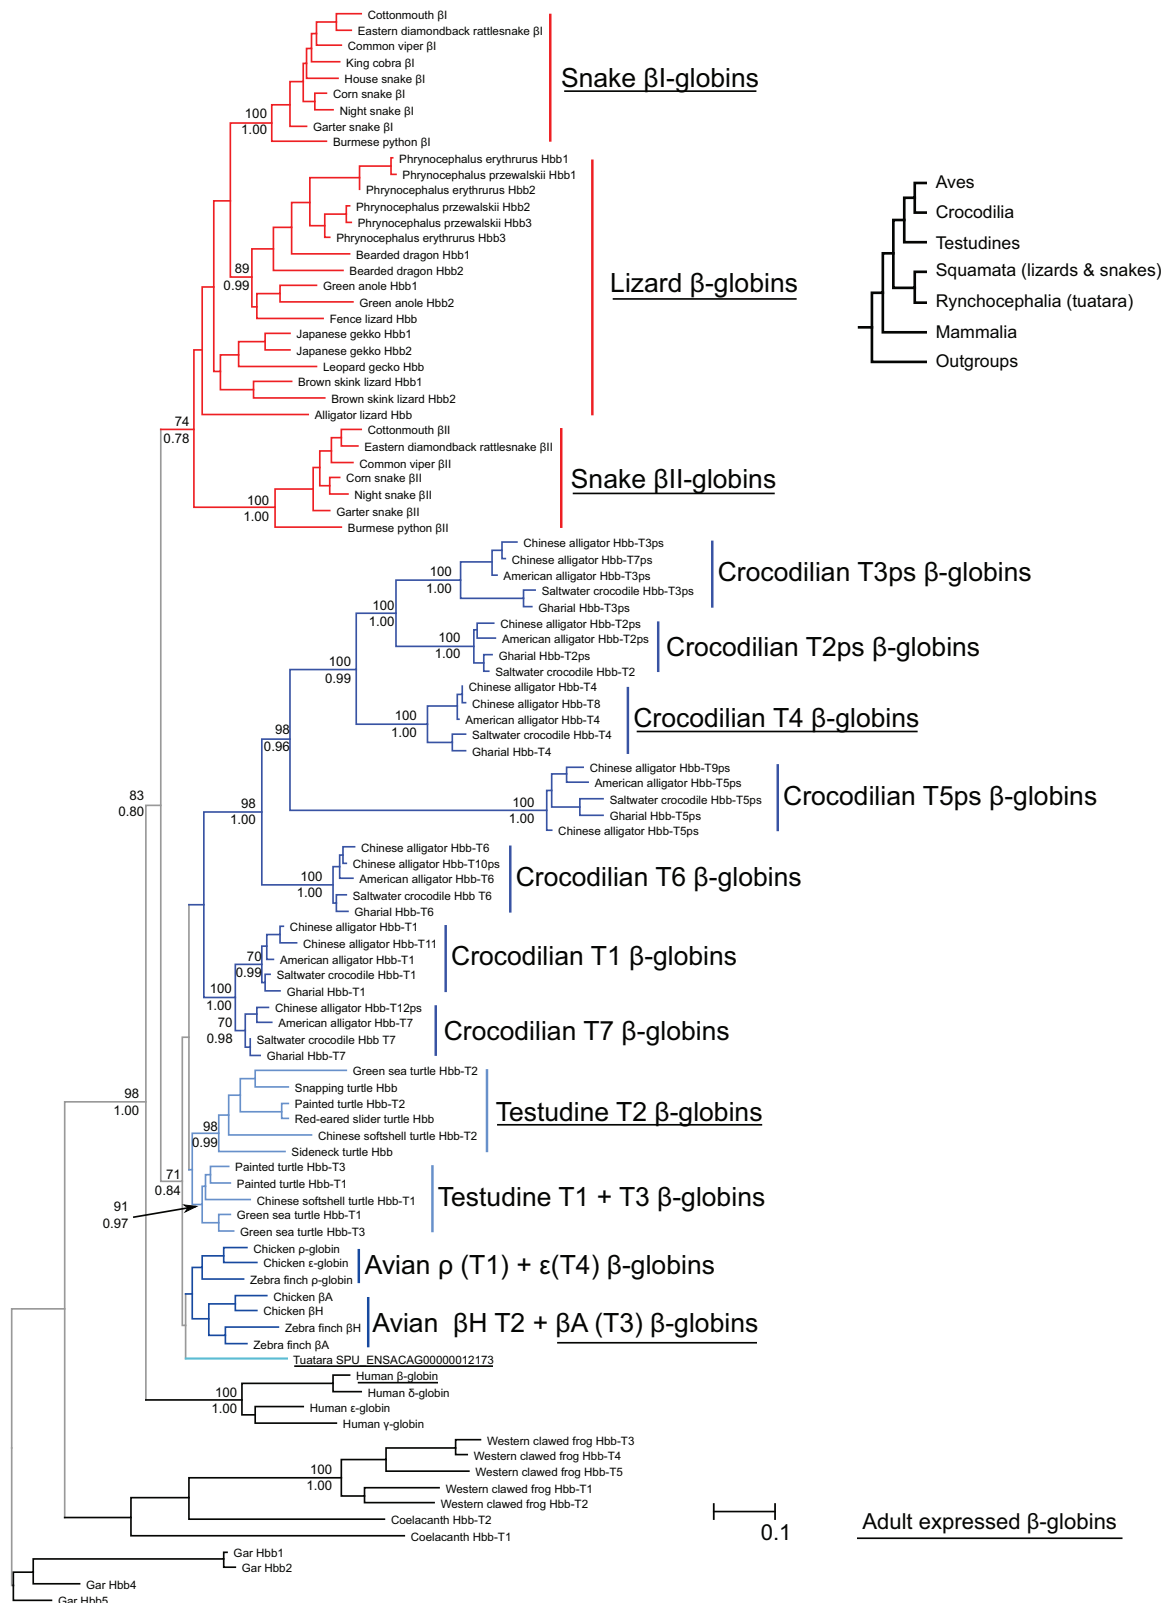 Cottonmouth βI
Eastern diamondback rattlesnake βI
Common viper βI
King cobra βI
House snake βI
Corn snake βI
Night snake βI
Garter snake βI
Burmese python βI
100
1.00
Snake βI-globins
Phrynocephalus erythrurus Hbb1
Phrynocephalus przewalskii Hbb1
Phrynocephalus erythrurus Hbb2
Phrynocephalus przewalskii Hbb2
Phrynocephalus przewalskii Hbb3
Phrynocephalus erythrurus Hbb3
Bearded dragon Hbb1
Bearded dragon Hbb2
Green anole Hbb1
Green anole Hbb2
Fence lizard Hbb
Japanese gekko Hbb1
Japanese gekko Hbb2
Leopard gecko Hbb
Brown skink lizard Hbb1
Brown skink lizard Hbb2
Alligator lizard Hbb
89
0.99
Lizard β-globins
74
0.78
Cottonmouth βII
Eastern diamondback rattlesnake βII
Common viper βII
Corn snake βII
Night snake βII
Garter snake βII
Burmese python βII
100
1.00
Snake βII-globins
Aves
Crocodilia
Testudines
Squamata (lizards & snakes)
Rynchocephalia (tuatara)
Mammalia
Outgroups
Chinese alligator Hbb-T3ps
Chinese alligator Hbb-T7ps
American alligator Hbb-T3ps
Saltwater crocodile Hbb-T3ps
Gharial Hbb-T3ps
100
1.00
Crocodilian T3ps β-globins
100
1.00
Chinese alligator Hbb-T2ps
American alligator Hbb-T2ps
Gharial Hbb-T2ps
Saltwater crocodile Hbb-T2
100
1.00
Crocodilian T2ps β-globins
100
0.99
Chinese alligator Hbb-T4
Chinese alligator Hbb-T8
American alligator Hbb-T4
Saltwater crocodile Hbb-T4
Gharial Hbb-T4
100
1.00
Crocodilian T4 β-globins
98
0.96
Chinese alligator Hbb-T9ps
American alligator Hbb-T5ps
Saltwater crocodile Hbb-T5ps
Gharial Hbb-T5ps
Chinese alligator Hbb-T5ps
100
1.00
Crocodilian T5ps β-globins
83
0.80
98
1.00
Chinese alligator Hbb-T6
Chinese alligator Hbb-T10ps
American alligator Hbb-T6
Saltwater crocodile Hbb T6
Gharial Hbb-T6
100
1.00
Crocodilian T6 β-globins
Chinese alligator Hbb-T1
Chinese alligator Hbb-T11
American alligator Hbb-T1
Saltwater crocodile Hbb-T1
Gharial Hbb-T1
70
0.99
Crocodilian T1 β-globins
100
1.00
Chinese alligator Hbb-T12ps
American alligator Hbb-T7
Saltwater crocodile Hbb T7
Gharial Hbb-T7
70
0.98
Crocodilian T7 β-globins
98
1.00
Green sea turtle Hbb-T2
Snapping turtle Hbb
Painted turtle Hbb-T2
Red-eared slider turtle Hbb
Chinese softshell turtle Hbb-T2
Sideneck turtle Hbb
98
0.99
Testudine T2 β-globins
71
0.84
Painted turtle Hbb-T3
Painted turtle Hbb-T1
Chinese softshell turtle Hbb-T1
Green sea turtle Hbb-T1
Green sea turtle Hbb-T3
91
0.97
Testudine T1 + T3 β-globins
Chicken ρ-globin
Chicken ε-globin
Zebra finch ρ-globin
Avian ρ (T1) + ε(T4) β-globins
Chicken βA
Chicken βH
Zebra finch βH
Zebra finch βA
Avian βH T2 + βA (T3) β-globins
Tuatara SPU_ENSACAG00000012173
Human β-globin
Human δ-globin
Human ε-globin
Human γ-globin
100
1.00
Western clawed frog Hbb-T3
Western clawed frog Hbb-T4
Western clawed frog Hbb-T5
Western clawed frog Hbb-T1
Western clawed frog Hbb-T2
100
1.00
Coelacanth Hbb-T2
Coelacanth Hbb-T1
0.1
Adult expressed β-globins
Gar Hbb1
Gar Hbb2
Gar Hbb4
Gar Hbb5